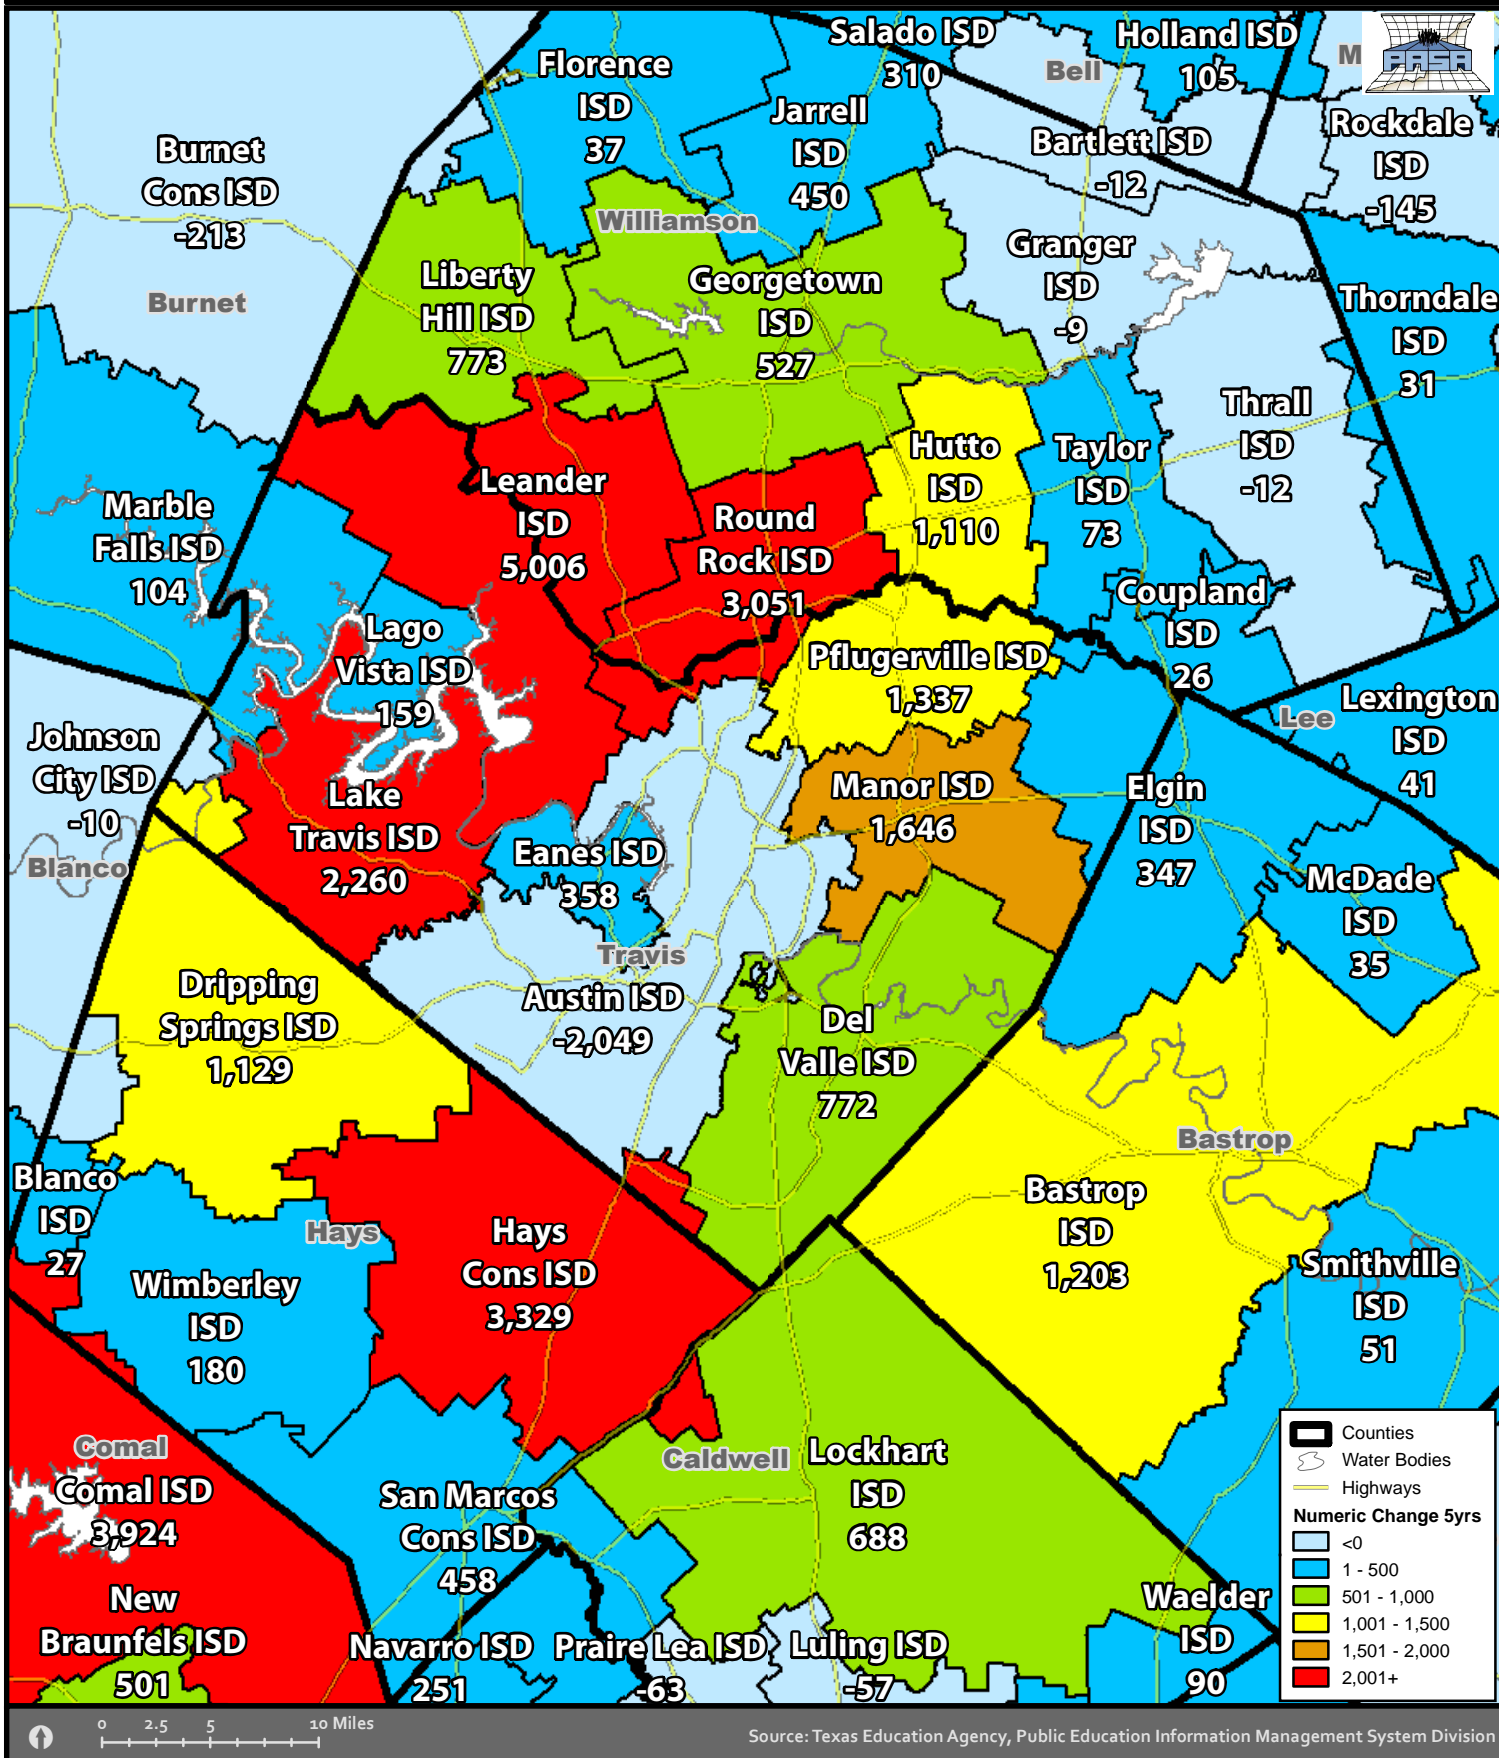 Salado ISD
310
Holland ISD
105
Bell
M
PASA
Florence
ISD
37
Jarrell
ISD
450
Bartlett ISD
-12
Rockdale
ISD
-145
Burnet
Cons ISD
-213
Burnet
Williamson
Liberty
Hill ISD
773
Georgetown
ISD
527
Granger
ISD
-9
Thorndale
ISD
31
Thrall
ISD
-12
Hutto
ISD
1,110
Taylor
ISD
73
Leander
ISD
5,006
Round
Rock ISD
3,051
Marble
Falls ISD
104
Coupland
ISD
26
Lago
Vista ISD
159
Pflugerville ISD
1,337
Lee
Lexington
ISD
41
Johnson
City ISD
-10
Blanco
Lake
Travis ISD
2,260
Manor ISD
1,646
Elgin
ISD
347
Eanes ISD
358
McDade
ISD
35
Travis
Austin ISD
-2,049
Dripping
Springs ISD
1,129
Del
Valle ISD
772
Bastrop
Bastrop
ISD
1,203
Blanco
ISD
27
Hays
Hays
Cons ISD
3,329
Wimberley
ISD
180
Smithville
ISD
51
Comal
Comal ISD
3,924
Caldwell
Lockhart
ISD
688
San Marcos
Cons ISD
458
New
Braunfels ISD
501
Navarro ISD
251
Praire Lea ISD
-63
Luling ISD
-57
Waelder
ISD
90
Counties
Water Bodies
Highways
Numeric Change 5yrs
<0
1 - 500
501 - 1,000
1,001 - 1,500
1,501 - 2,000
2,001+
0 2.5 5 10 Miles
Source: Texas Education Agency, Public Education Information Management System Division